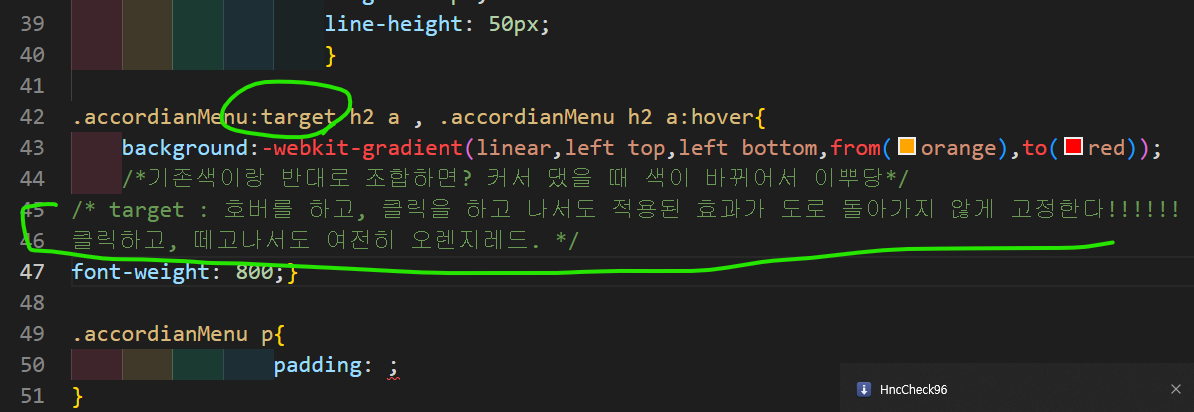 39 line-height: 50px;
40 }
41
42 .accordianMenu:target h2 a , .accordianMenu h2 a:hover{
43 background:-webkit-gradient(linear,left top,left bottom,from(orange),to(red));
44 /*기존색이랑 반대로 조합하면? 커서 댔을 때 색이 바뀌어서 이쁘당*/
45 /* target : 호버를 하고, 클릭을 하고 나서도 적용된 효과가 도로 돌아가지 않게 고정한다!!!!!!
46 클릭하고, 떼고나서도 여전히 오렌지레드. */
47 font-weight: 800;}
48
49 .accordianMenu p{
50 padding: ;
51 }
HncCheck96